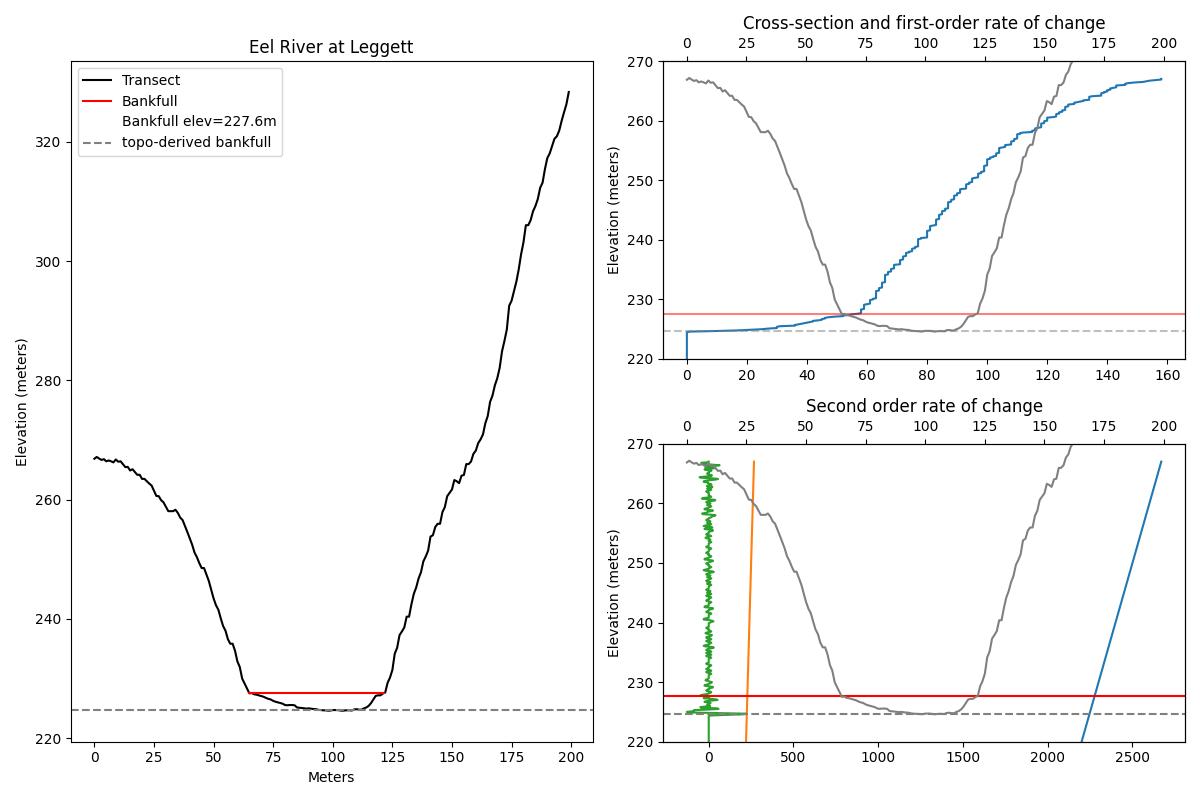 Eel River at Leggett
Transect
Bankfull
Bankfull elev=227.6m
topo-derived bankfull
Elevation (meters)
320
300
280
260
240
220
0 25 50 75 100 125 150 175 200
Meters
Cross-section and first-order rate of change
0 25 50 75 100 125 150 175 200
Elevation (meters)
270
260
250
240
230
220
0 20 40 60 80 100 120 140 160
Second order rate of change
0 25 50 75 100 125 150 175 200
Elevation (meters)
270
260
250
240
230
220
0 500 1000 1500 2000 2500